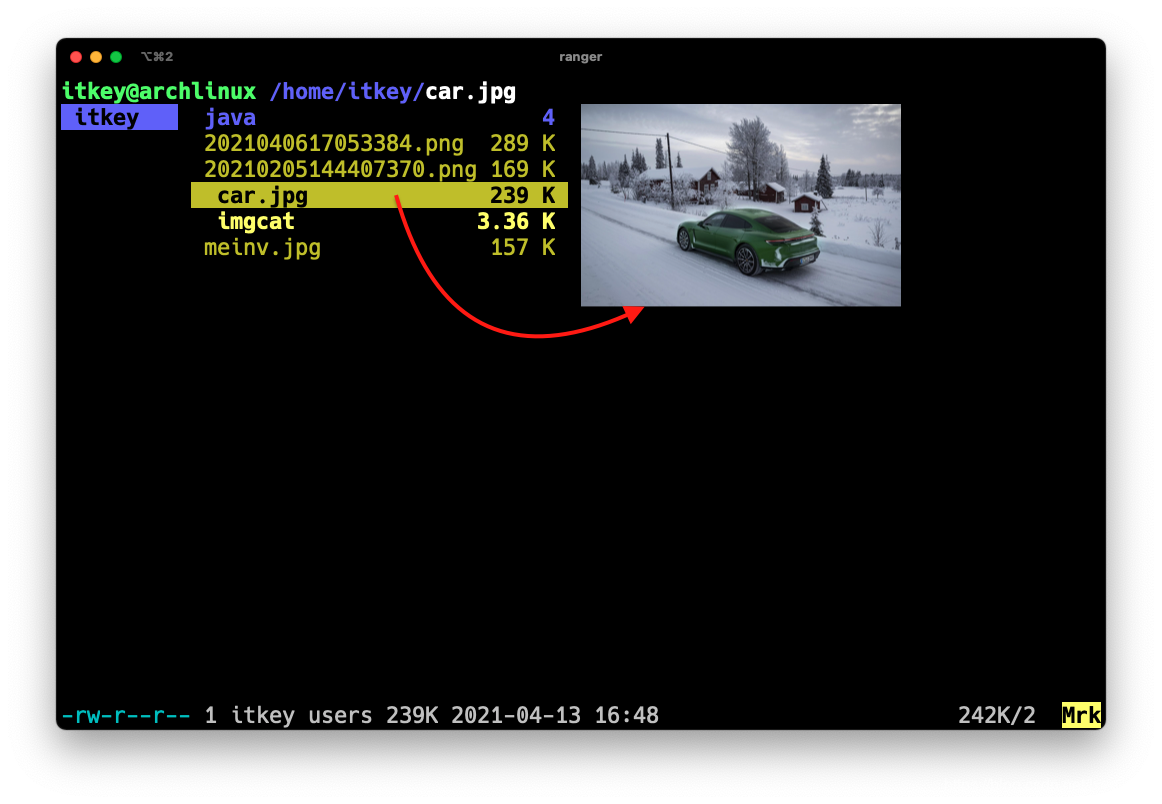 ⌥⌘2 ranger
itkey@archlinux /home/itkey/car.jpg
itkey java 4
2021040617053384.png 289 K
20210205144407370.png 169 K
car.jpg 239 K
imgcat 3.36 K
meinv.jpg 157 K
-rw-r--r-- 1 itkey users 239K 2021-04-13 16:48 242K/2 Mrk